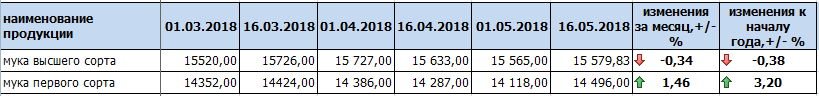 наименование продукции 01.03.2018 16.03.2018 01.04.2018 16.04.2018 01.05.2018 16.05.2018 изменения за месяц,+/- % изменения к началу года,+/- %
мука высшего сорта 15520,00 15726,00 15 727,00 15 633,00 15 565,00 15 579,83 -0,34 -0,38
мука первого сорта 14352,00 14424,00 14 386,00 14 287,00 14 118,00 14 496,00 1,46 3,20